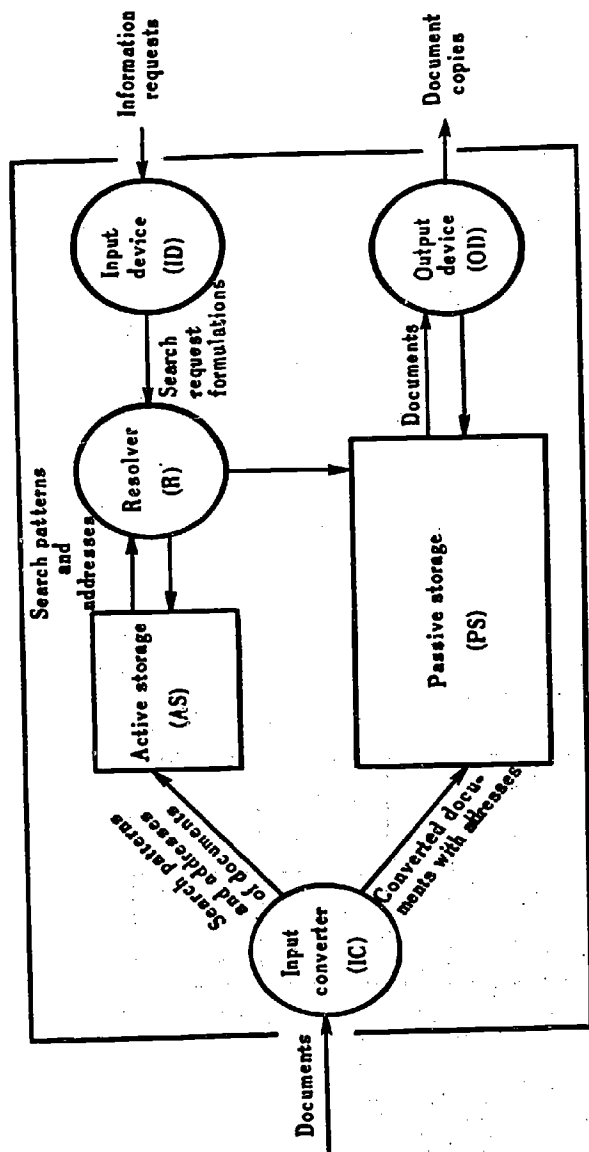 Documents
Input
converter
(IC)
Search patterns
and addresses
of documents
Converted docu-
ments with adresses
Active storage
(AS)
Search patterns
and
addresses
Resolver
(R)
Search
request
formulations
Input
device
(ID)
Information
requests
Passive storage
(PS)
Documents
Output
device
(OD)
Document
copies